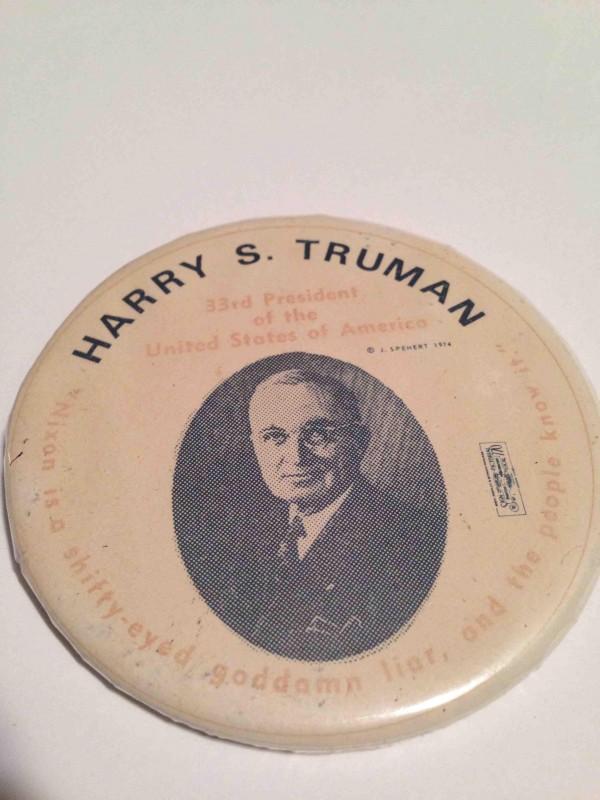 HARRY S. TRUMAN
33rd President
of the
United States of America
© J. SPEHERT 1974
"Nixon is a shifty-eyed goddamn liar, and the people know it."